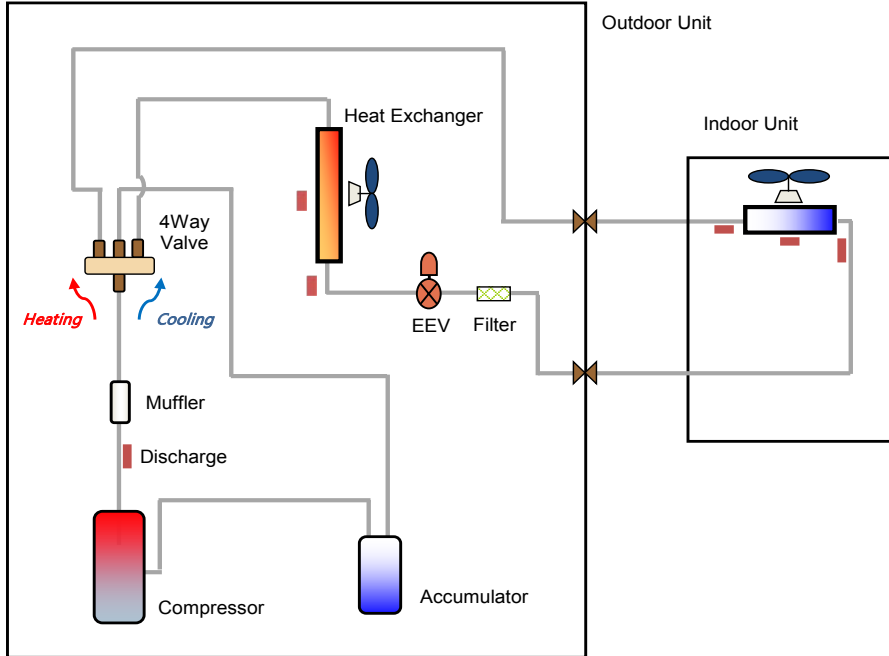 Outdoor Unit
Indoor Unit
Heat Exchanger
4Way
Valve
Heating
Cooling
EEV
Filter
Muffler
Discharge
Compressor
Accumulator